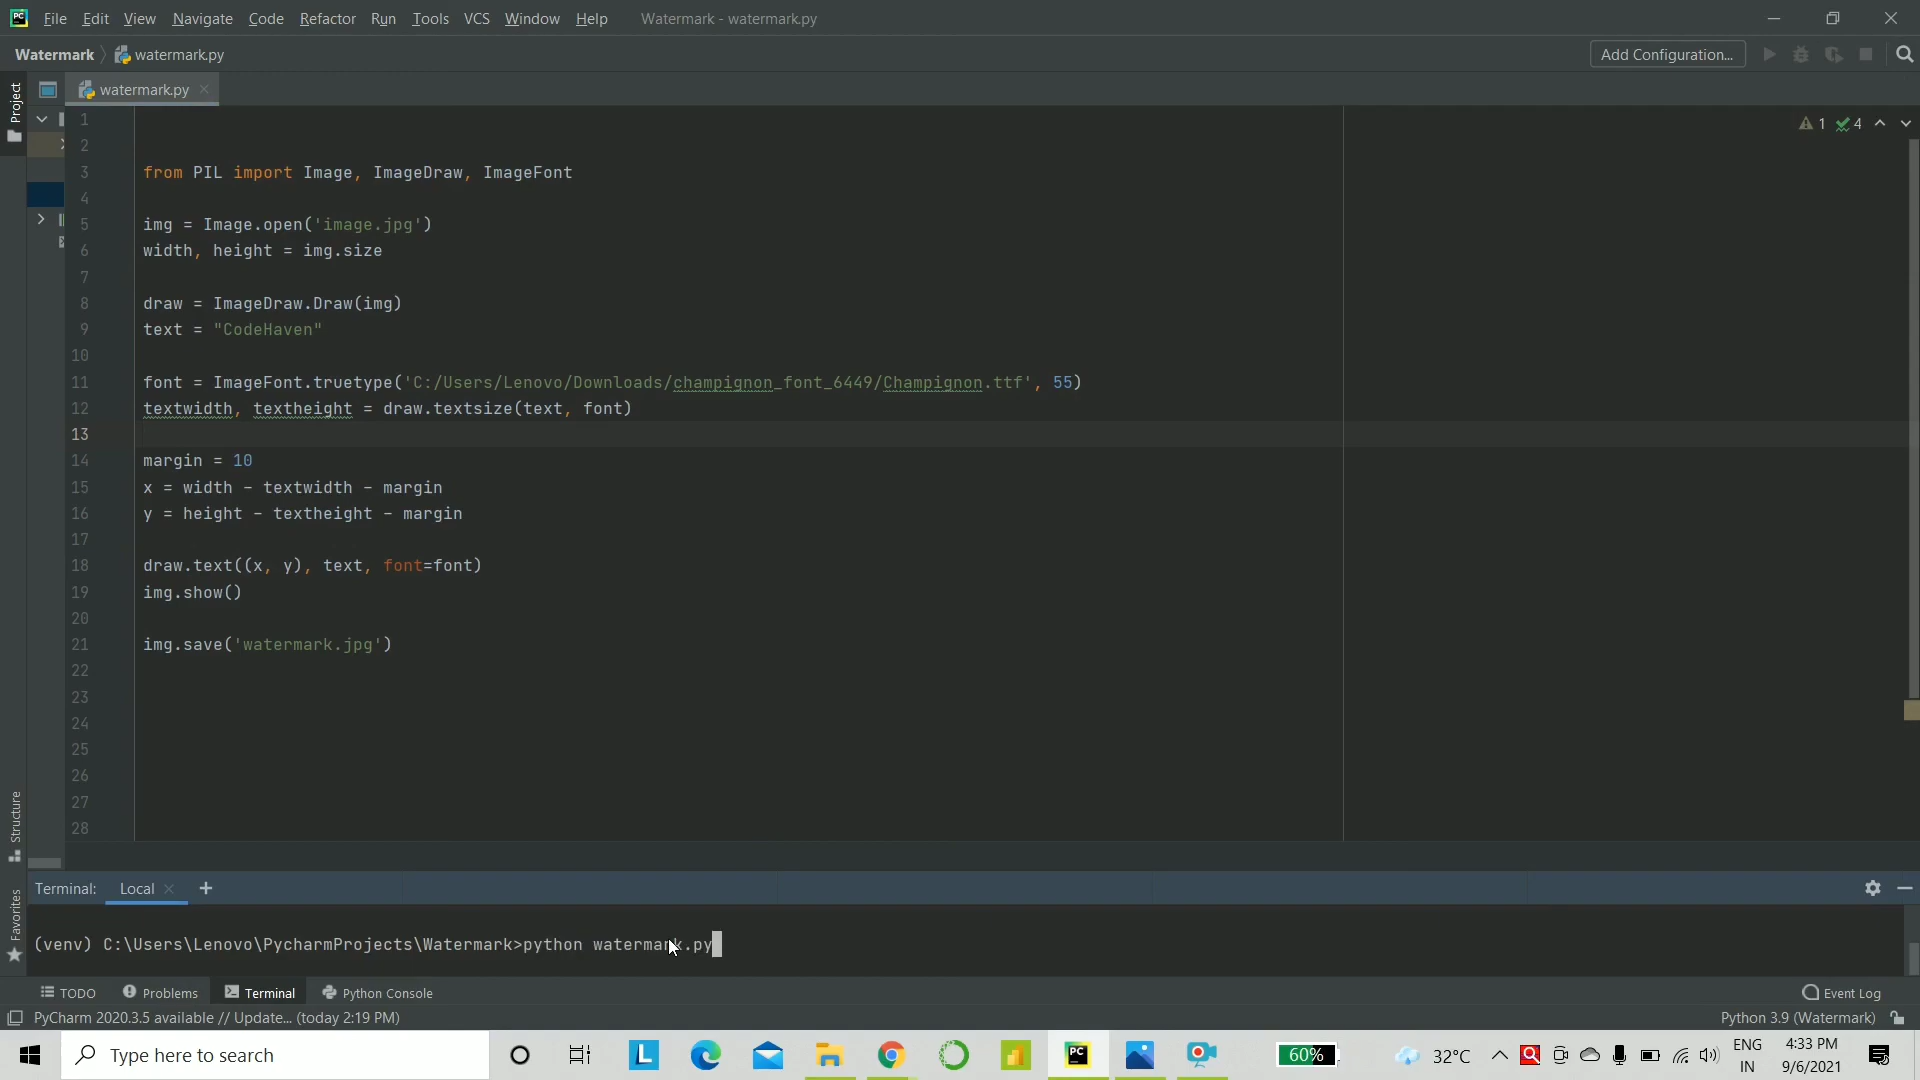 File Edit View Navigate Code Refactor Run Tools VCS Window Help Watermark - watermark.py
Watermark watermark.py Add Configuration...
Project
watermark.py
1
2
3 from PIL import Image, ImageDraw, ImageFont
4
5 img = Image.open('image.jpg')
6 width, height = img.size
7
8 draw = ImageDraw.Draw(img)
9 text = "CodeHaven"
10
11 font = ImageFont.truetype('C:/Users/Lenovo/Downloads/champignon_font_6449/Champignon.ttf', 55)
12 textwidth, textheight = draw.textsize(text, font)
13
14 margin = 10
15 x = width - textwidth - margin
16 y = height - textheight - margin
17
18 draw.text((x, y), text, font=font)
19 img.show()
20
21 img.save('watermark.jpg')
22
23
24
25
26
27
28
1 4
Structure
Favorites
Terminal: Local
(venv) C:\Users\Lenovo\PycharmProjects\Watermark>python watermark.py
TODO Problems Terminal Python Console Event Log
PyCharm 2020.3.5 available // Update... (today 2:19 PM) Python 3.9 (Watermark)
Type here to search L PC 60% 32°C ENG IN 4:33 PM 9/6/2021